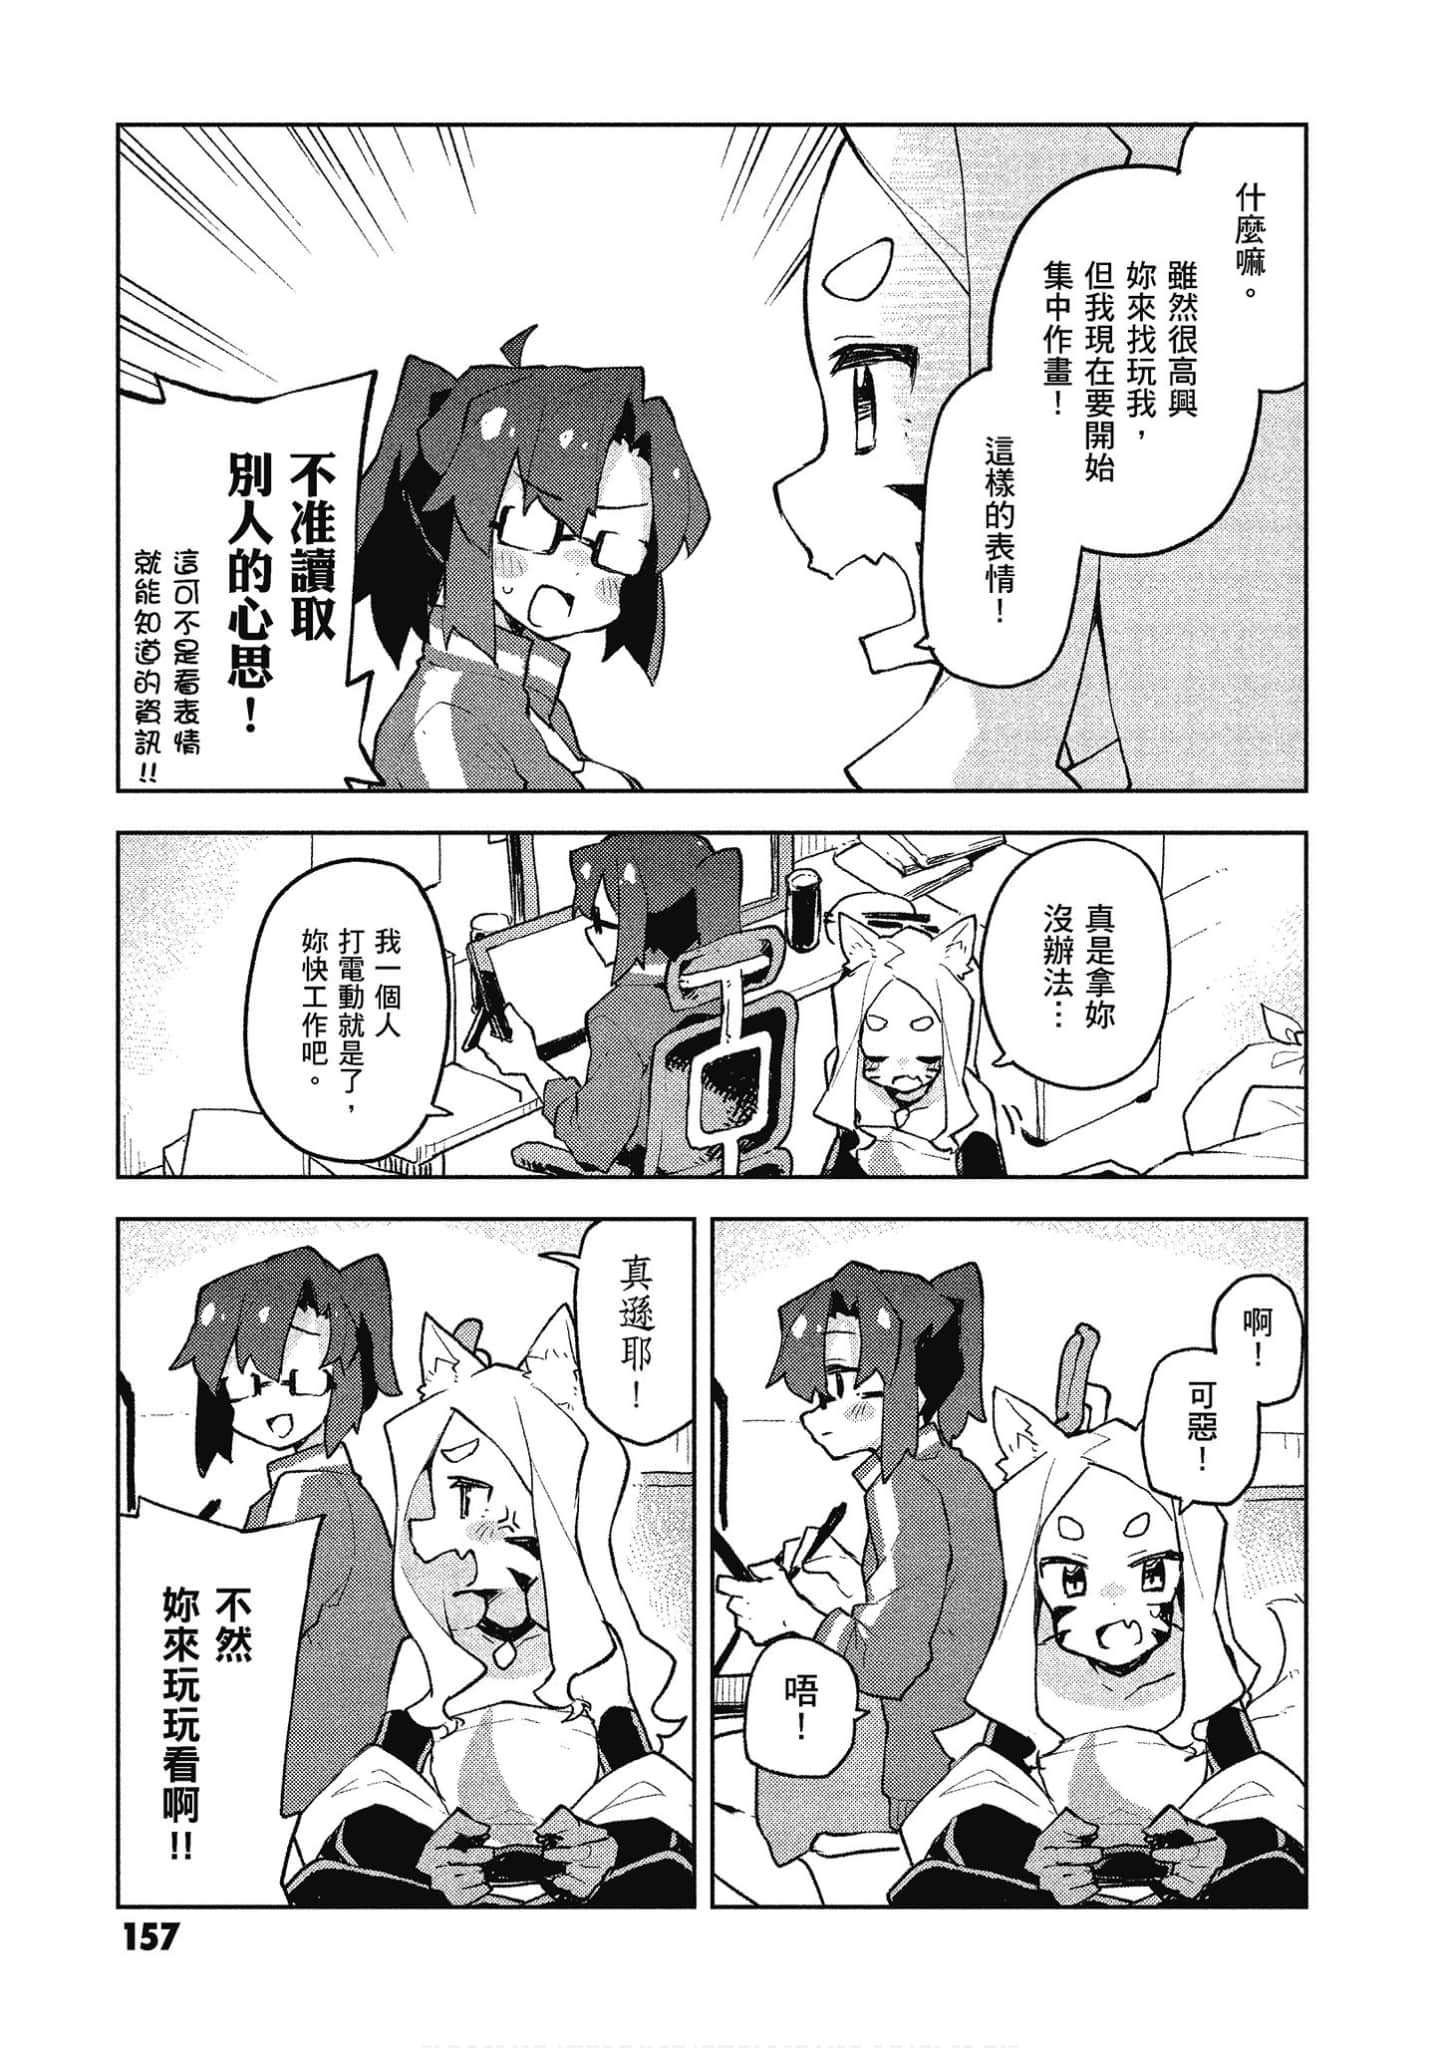 什麼嘛。
雖然很高興
妳來找玩我，
但我現在要開始
集中作畫！
這樣的表情！
不准讀取
別人的心思！
這可不是看表情
就能知道的資訊!!
真是拿妳
沒辦法…
我一個人
打電動就是了，
妳快工作吧。
啊！
可惡！
唔！
真遜耶！
不然
妳來玩玩看啊!!
157